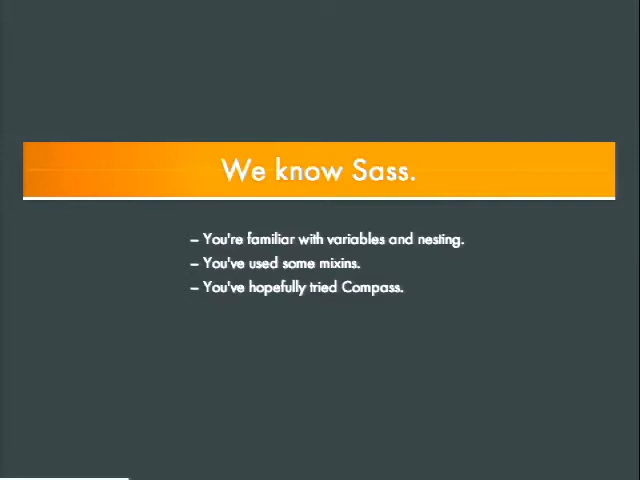 We know Sass.
– You're familiar with variables and nesting.
– You've used some mixins.
– You've hopefully tried Compass.